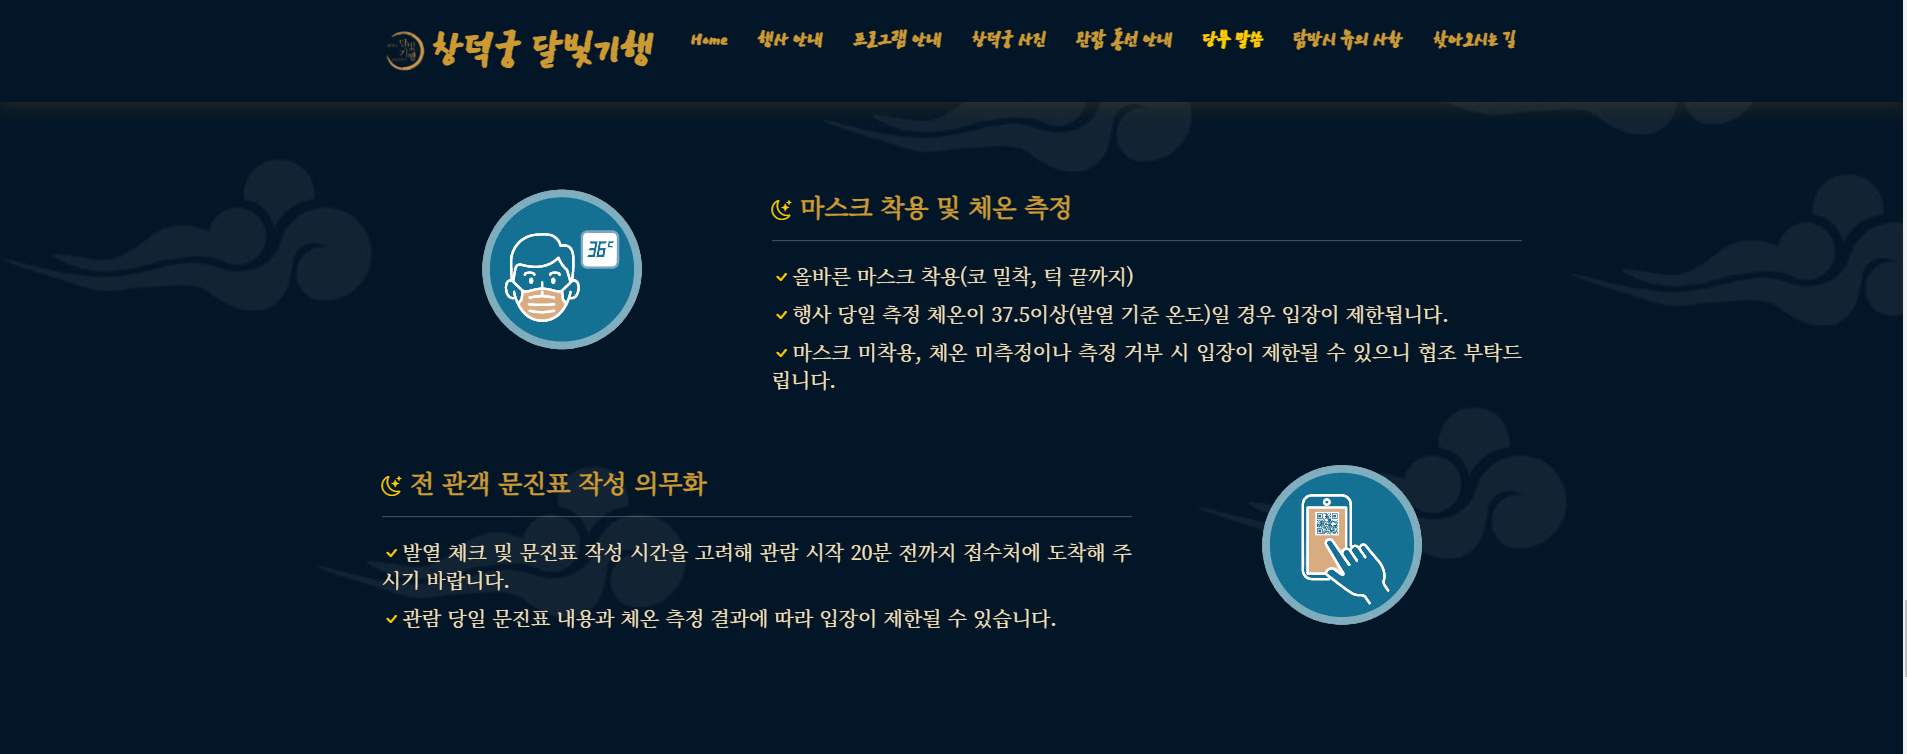 창덕궁 달빛기행
Home 행사 안내 프로그램 안내 창덕궁 사진 관람 동선 안내 당부 말씀 탐방시 유의 사항 찾아오시는 길
36℃
마스크 착용 및 체온 측정
올바른 마스크 착용(코 밀착, 턱 끝까지)
행사 당일 측정 체온이 37.5이상(발열 기준 온도)일 경우 입장이 제한됩니다.
마스크 미착용, 체온 미측정이나 측정 거부 시 입장이 제한될 수 있으니 협조 부탁드
립니다.
전 관객 문진표 작성 의무화
발열 체크 및 문진표 작성 시간을 고려해 관람 시작 20분 전까지 접수처에 도착해 주
시기 바랍니다.
관람 당일 문진표 내용과 체온 측정 결과에 따라 입장이 제한될 수 있습니다.